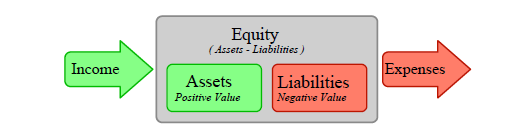 Equity
( Assets - Liabilities )
Income
Assets
Positive Value
Liabilities
Negative Value
Expenses